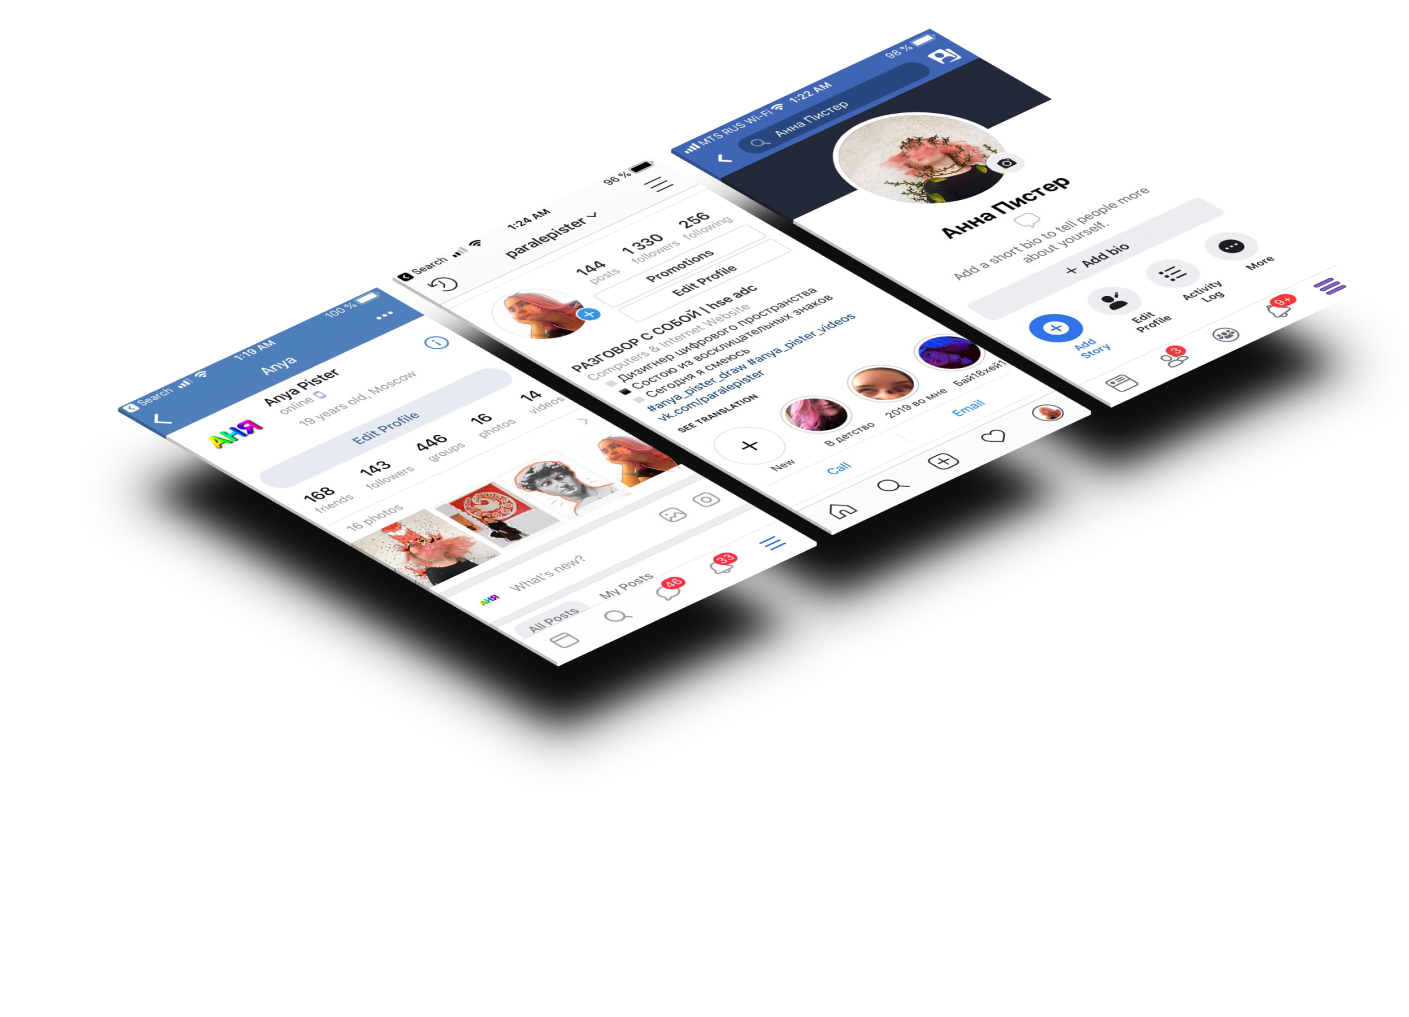 Search
1:19 AM
100 %
Anya
АНЯ
Anya Pister
online
19 years old, Moscow
Edit Profile
168
friends
143
followers
446
groups
16
photos
14
videos
16 photos
АНЯ
What's new?
All Posts
My Posts
46
33
Search
1:24 AM
96 %
paralepister
144
posts
1 330
followers
256
following
Promotions
Edit Profile
РАЗГОВОР С СОБОЙ | hse adc
Computers & Internet Website
Дизигнер цифрового пространства
Состою из восклицательных знаков
Сегодня я смеюсь
#anya_pister_draw #anya_pister_videos
vk.com/paralepister
SEE TRANSLATION
New
В детство
2019 во мне
Call
Email
MTS RUS Wi-Fi
1:22 AM
98 %
Анна Пистер
Анна Пистер
Add a short bio to tell people more
about yourself.
+ Add bio
Add
Story
Edit
Profile
Activity
Log
More
3
9+